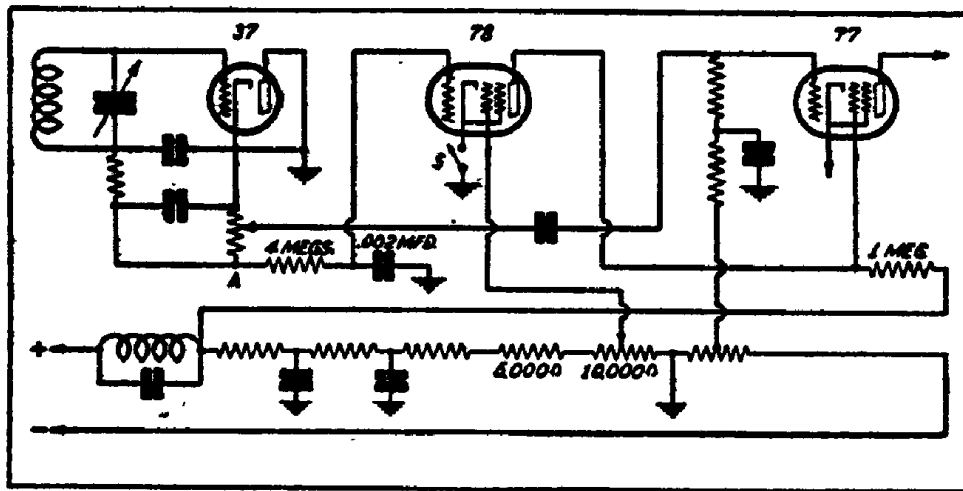 37
78
77
S
4 MEGS.
.002 MFD.
1 MEG.
A
+
5,000Ω
10,000Ω
−